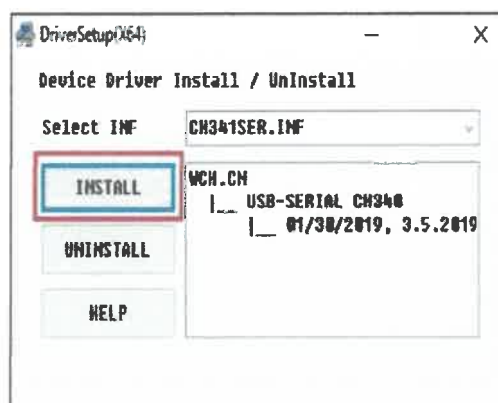 DriverSetup(X64)
Device Driver Install / UnInstall
Select INF CH341SER.INF
INSTALL
WCH.CN
|__ USB-SERIAL CH340
|__ 01/30/2019, 3.5.2019
UNINSTALL
HELP